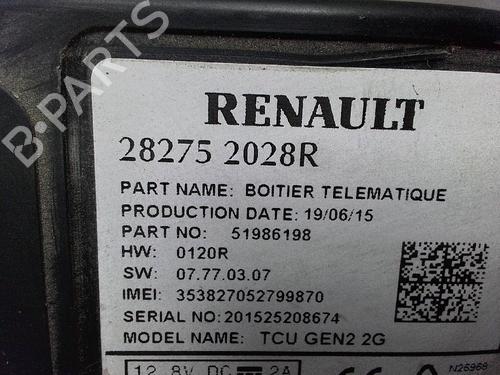 RENAULT
28275 2028R
PART NAME: BOITIER TELEMATIQUE
PRODUCTION DATE: 19/06/15
PART NO: 51986198
HW: 0120R
SW: 07.77.03.07
IMEI: 353827052799870
SERIAL NO: 201525208674
MODEL NAME: TCU GEN2 2G
12.8V DC 2A
N25968
B-PARTS